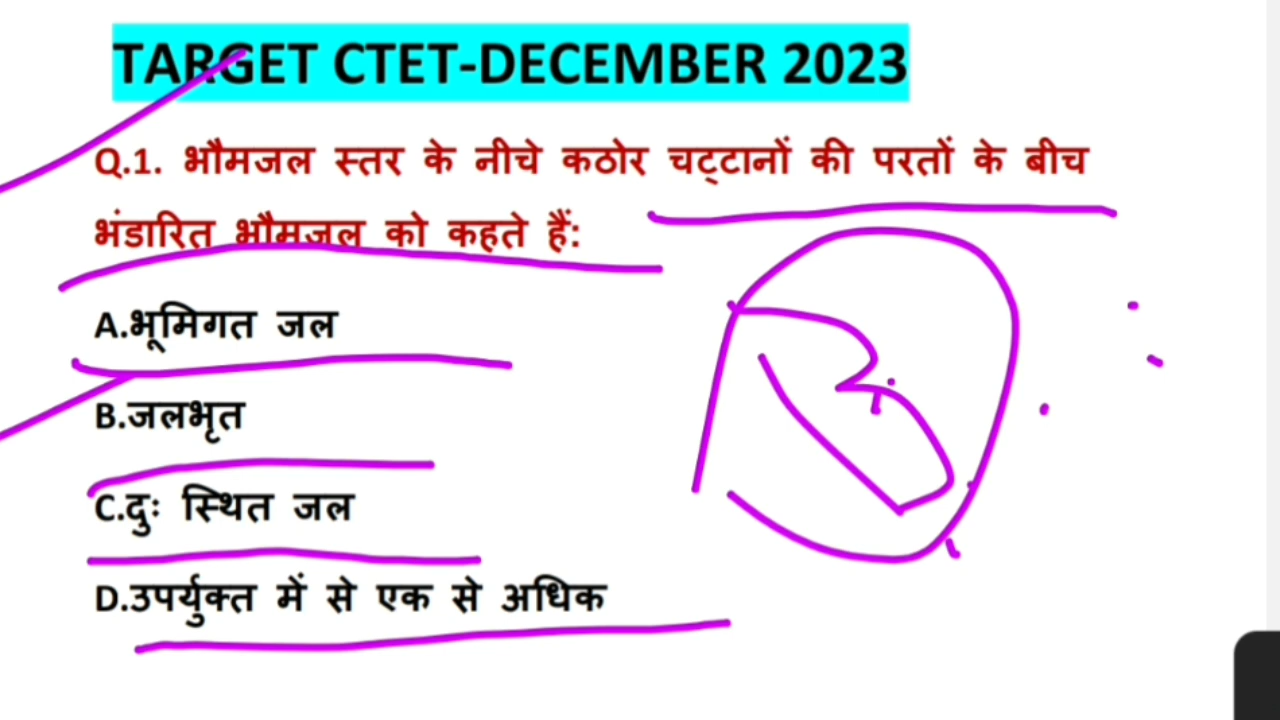 TARGET CTET-DECEMBER 2023
Q.1. भौमजल स्तर के नीचे कठोर चट्टानों की परतों के बीच
भंडारित भौमजल को कहते हैं:
A.भूमिगत जल
B.जलभृत
C.दुः स्थित जल
D.उपर्युक्त में से एक से अधिक